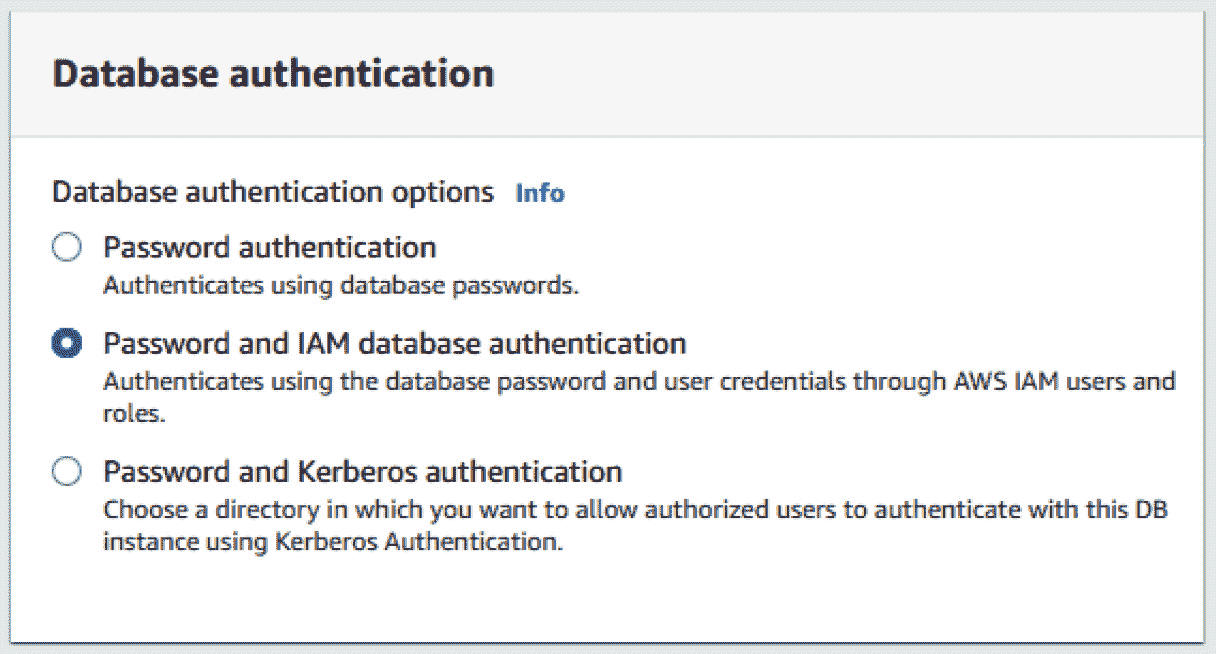 Database authentication
Database authentication options Info
Password authentication
Authenticates using database passwords.
Password and IAM database authentication
Authenticates using the database password and user credentials through AWS IAM users and
roles.
Password and Kerberos authentication
Choose a directory in which you want to allow authorized users to authenticate with this DB
instance using Kerberos Authentication.